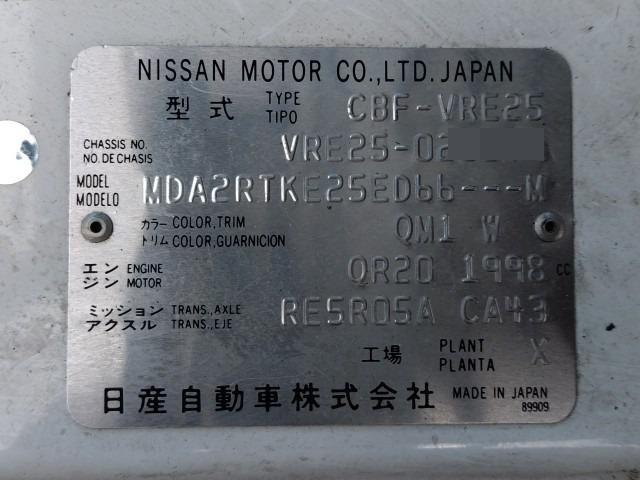 NISSAN MOTOR CO.,LTD. JAPAN
型式 TYPE TIPO CBF-VRE25
CHASSIS NO. NO. DE CHASIS VRE25-02
MODEL MODELO MDA2RTKE25ED66---M
カラー COLOR,TRIM QM1 W
トリム COLOR,GUARNICION
エンジン ENGINE MOTOR QR20 1998 CC
ミッション TRANS.,AXLE RE5R05A CA43
アクスル TRANS.,EJE
工場 PLANT PLANTA X
日産自動車株式会社 MADE IN JAPAN
89909